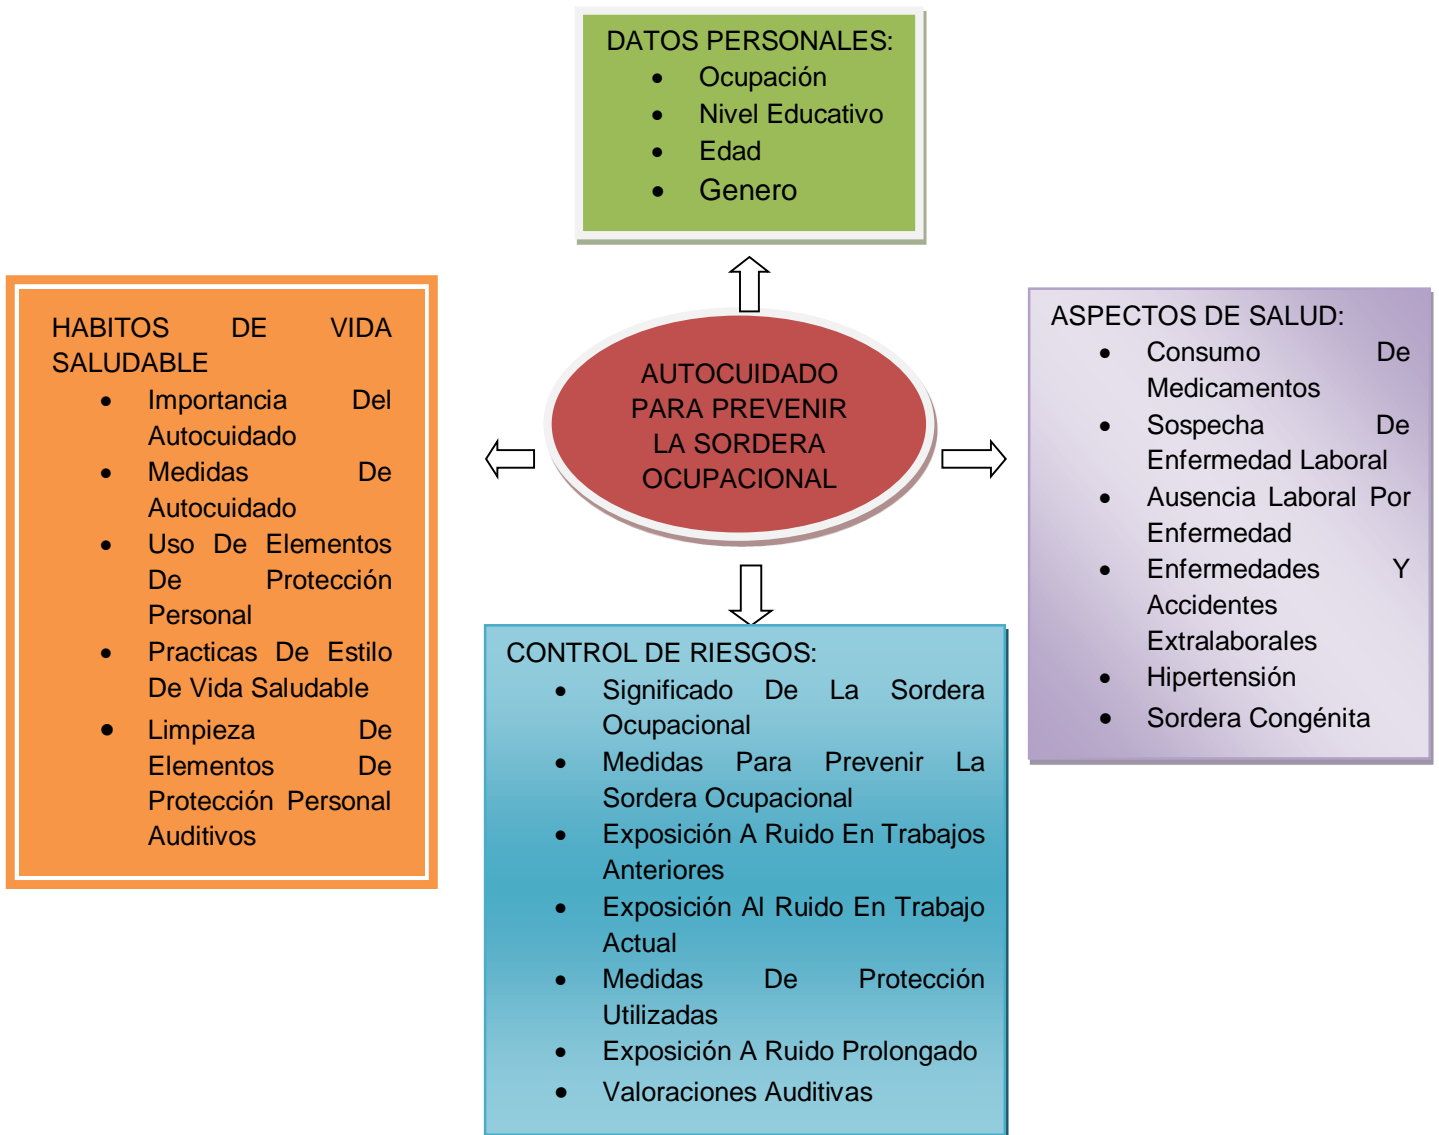 DATOS PERSONALES:
• Ocupación
• Nivel Educativo
• Edad
• Genero
HABITOS DE VIDA
SALUDABLE
• Importancia Del
Autocuidado
• Medidas De
Autocuidado
• Uso De Elementos
De Protección
Personal
• Practicas De Estilo
De Vida Saludable
• Limpieza De
Elementos De
Protección Personal
Auditivos
AUTOCUIDADO
PARA PREVENIR
LA SORDERA
OCUPACIONAL
ASPECTOS DE SALUD:
• Consumo De
Medicamentos
• Sospecha De
Enfermedad Laboral
• Ausencia Laboral Por
Enfermedad
• Enfermedades Y
Accidentes
Extralaborales
• Hipertensión
• Sordera Congénita
CONTROL DE RIESGOS:
• Significado De La Sordera
Ocupacional
• Medidas Para Prevenir La
Sordera Ocupacional
• Exposición A Ruido En Trabajos
Anteriores
• Exposición Al Ruido En Trabajo
Actual
• Medidas De Protección
Utilizadas
• Exposición A Ruido Prolongado
• Valoraciones Auditivas